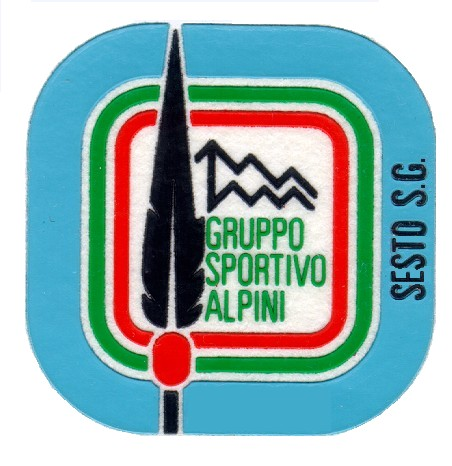 GRUPPO
SPORTIVO
ALPINI
SESTO S.G.